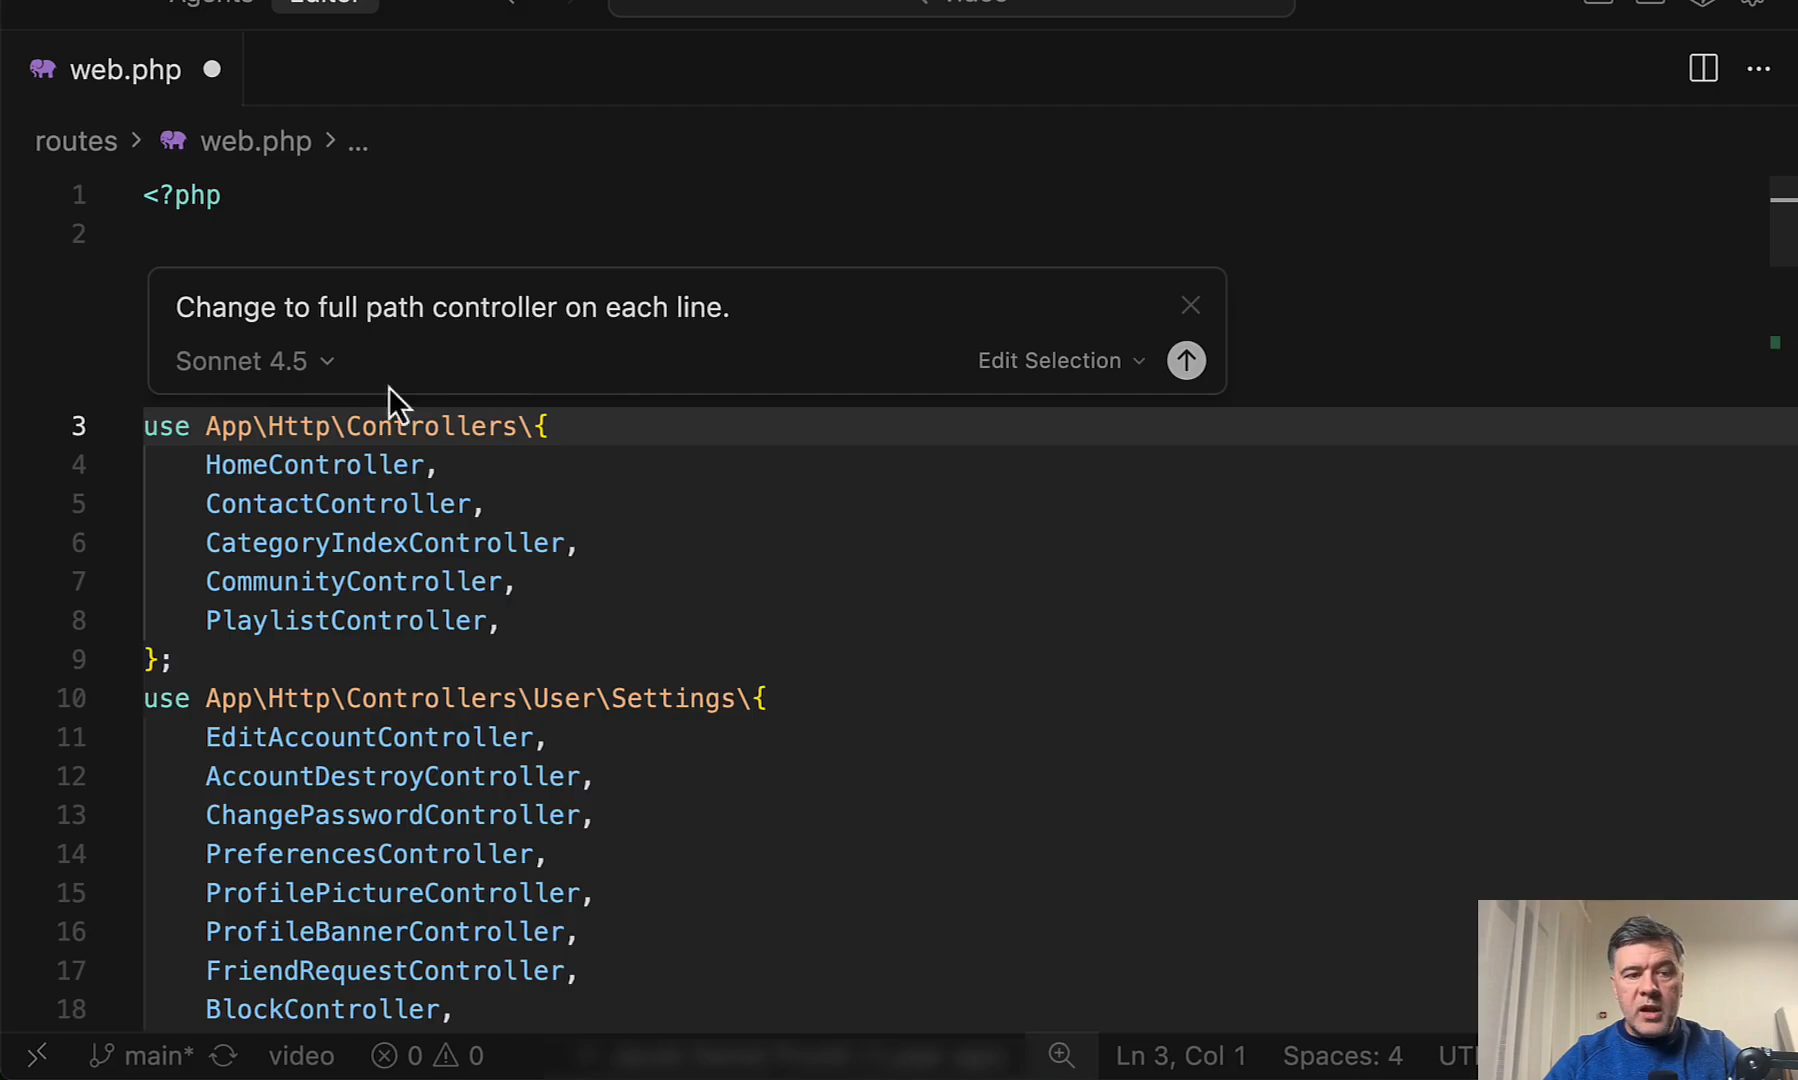 Editor
web.php
routes > web.php > ...
1 <?php
2
Change to full path controller on each line.
Sonnet 4.5
Edit Selection
3 use App\Http\Controllers\{
4 HomeController,
5 ContactController,
6 CategoryIndexController,
7 CommunityController,
8 PlaylistController,
9 };
10 use App\Http\Controllers\User\Settings\{
11 EditAccountController,
12 AccountDestroyController,
13 ChangePasswordController,
14 PreferencesController,
15 ProfilePictureController,
16 ProfileBannerController,
17 FriendRequestController,
18 BlockController,
main* video 0 0 Ln 3, Col 1 Spaces: 4